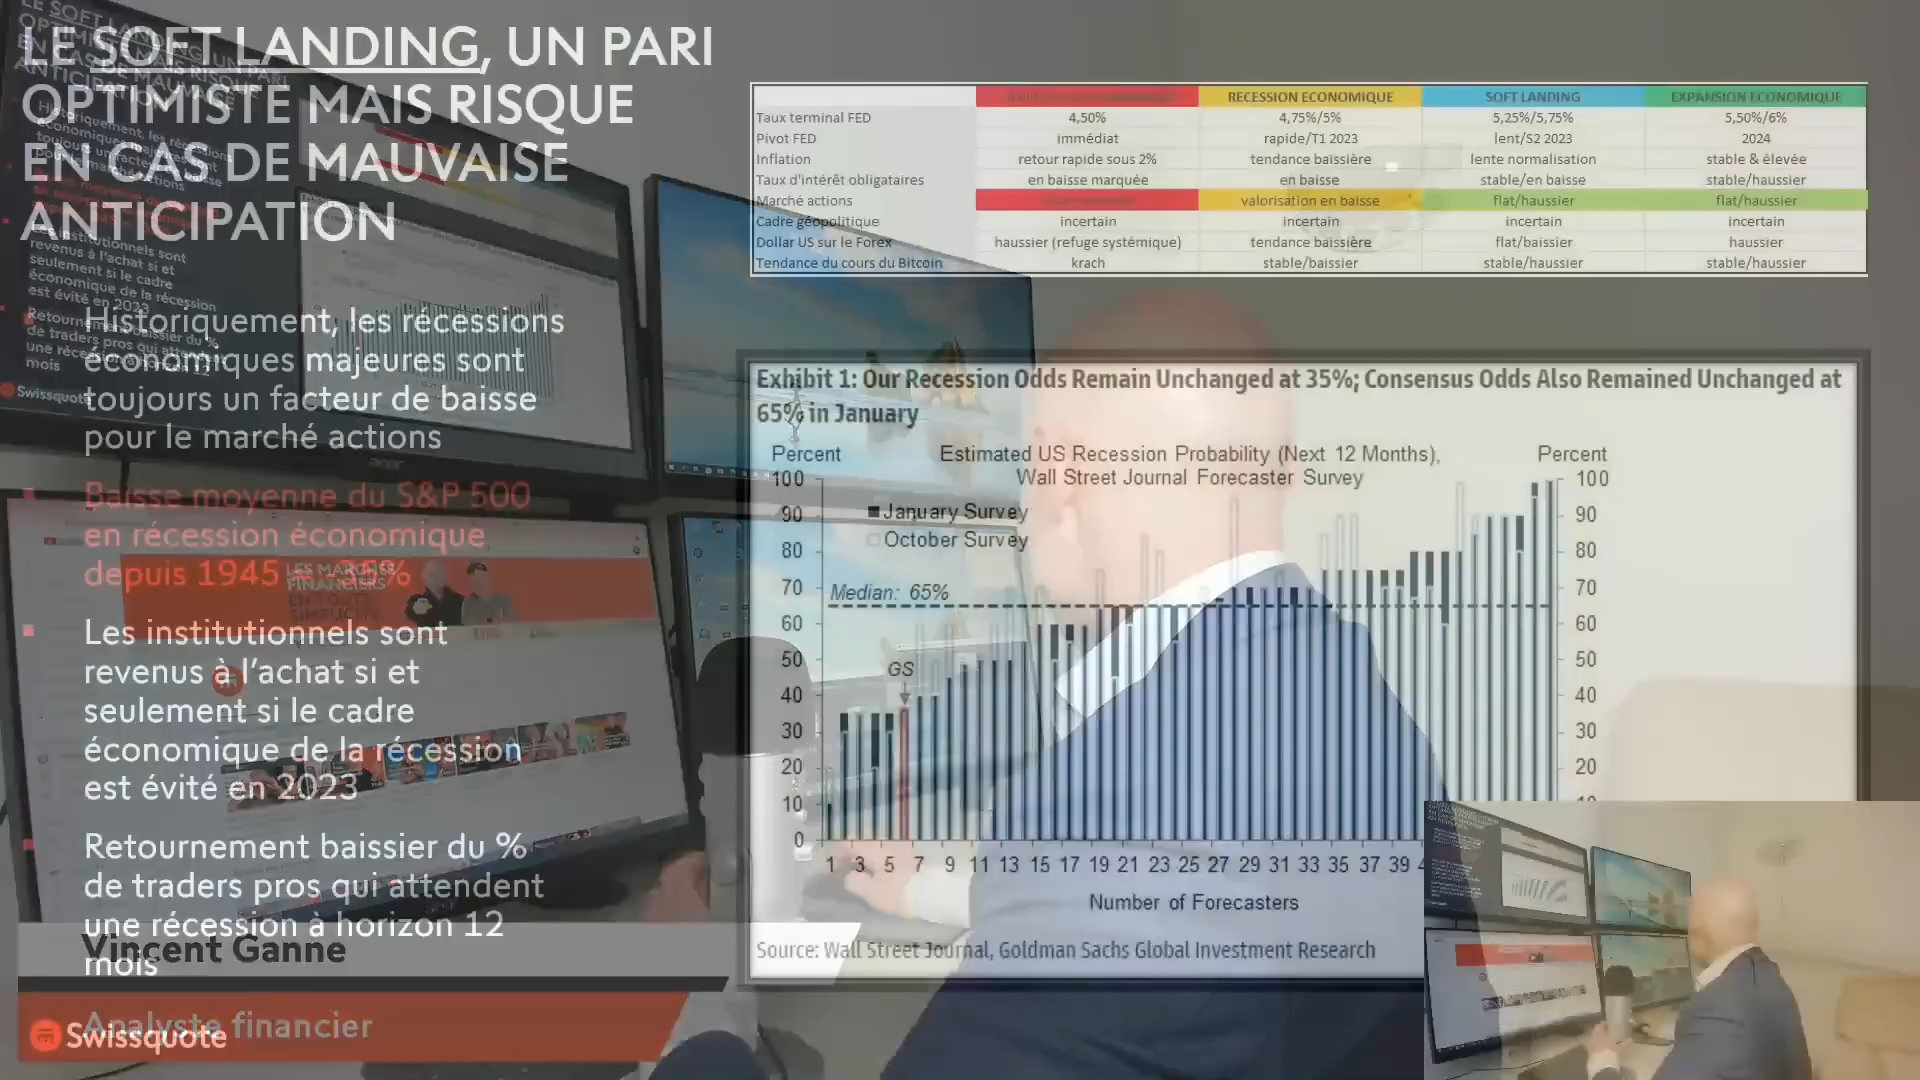 LE SOFT LANDING, UN PARI
OPTIMISTE MAIS RISQUE
EN CAS DE MAUVAISE
ANTICIPATION
Historiquement, les récessions
économiques majeures sont
toujours un facteur de baisse
pour le marché actions
Baisse moyenne du S&P 500
en récession économique
depuis 1945
Les institutionnels sont
revenus à l'achat si et
seulement si le cadre
économique de la récession
est évité en 2023
Retournement baissier du %
de traders pros qui attendent
une récession à horizon 12
mois
Vincent Ganne
Analyste financier
Swissquote
RECESSION ECONOMIQUE SOFT LANDING EXPANSION ECONOMIQUE
Taux terminal FED 4,50% 4,75%/5% 5,25%/5,75% 5,50%/6%
Pivot FED immédiat rapide/T1 2023 lent/S2 2023 2024
Inflation retour rapide sous 2% tendance baissière lente normalisation stable & élevée
Taux d'intérêt obligataires en baisse marquée en baisse stable/en baisse stable/haussier
Marché actions valorisation en baisse flat/haussier flat/haussier
Cadre géopolitique incertain incertain incertain incertain
Dollar US sur le Forex haussier (refuge systémique) tendance baissière flat/baissier haussier
Tendance du cours du Bitcoin krach stable/baissier stable/haussier stable/haussier
Exhibit 1: Our Recession Odds Remain Unchanged at 35%; Consensus Odds Also Remained Unchanged at
65% in January
Percent Estimated US Recession Probability (Next 12 Months), Percent
Wall Street Journal Forecaster Survey
100 100
90 January Survey 90
October Survey
80 80
70 70
Median: 65%
60 60
50 50
GS
40 40
30 30
20 20
10
0
1 3 5 7 9 11 13 15 17 19 21 23 25 27 29 31 33 35 37 39
Number of Forecasters
Source: Wall Street Journal, Goldman Sachs Global Investment Research
LES MARCHÉS
FINANCIERS
acer